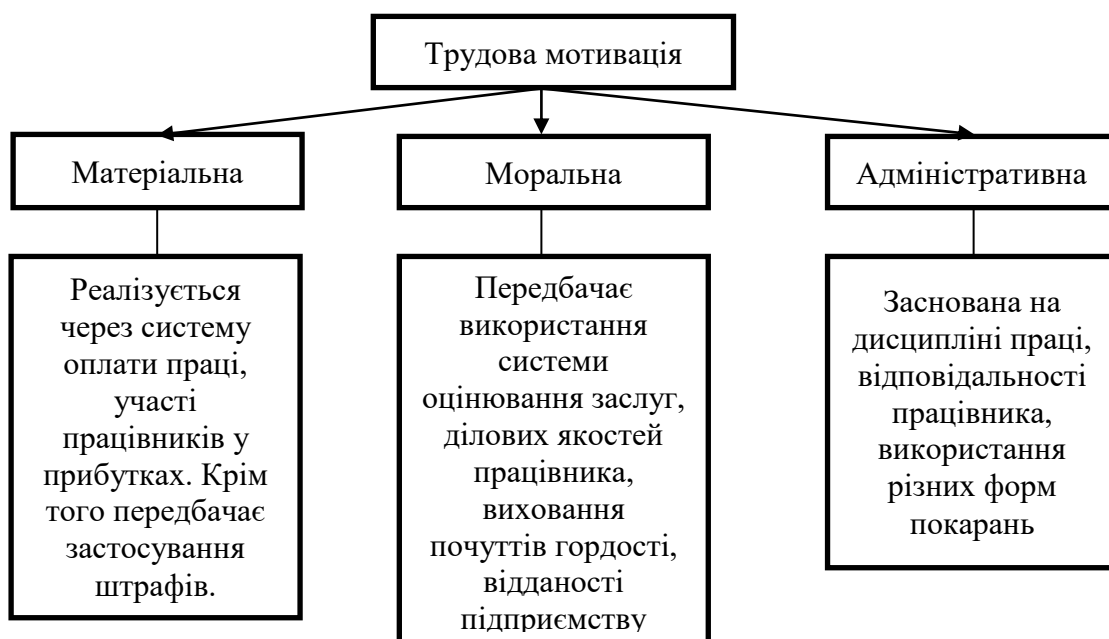 Трудова мотивація
Матеріальна
Моральна
Адміністративна
Реалізується
через систему
оплати праці,
участі
працівників у
прибутках. Крім
того передбачає
застосування
штрафів.
Передбачає
використання
системи
оцінювання заслуг,
ділових якостей
працівника,
виховання
почуттів гордості,
відданості
підприємству
Заснована на
дисципліні праці,
відповідальності
працівника,
використання
різних форм
покарань